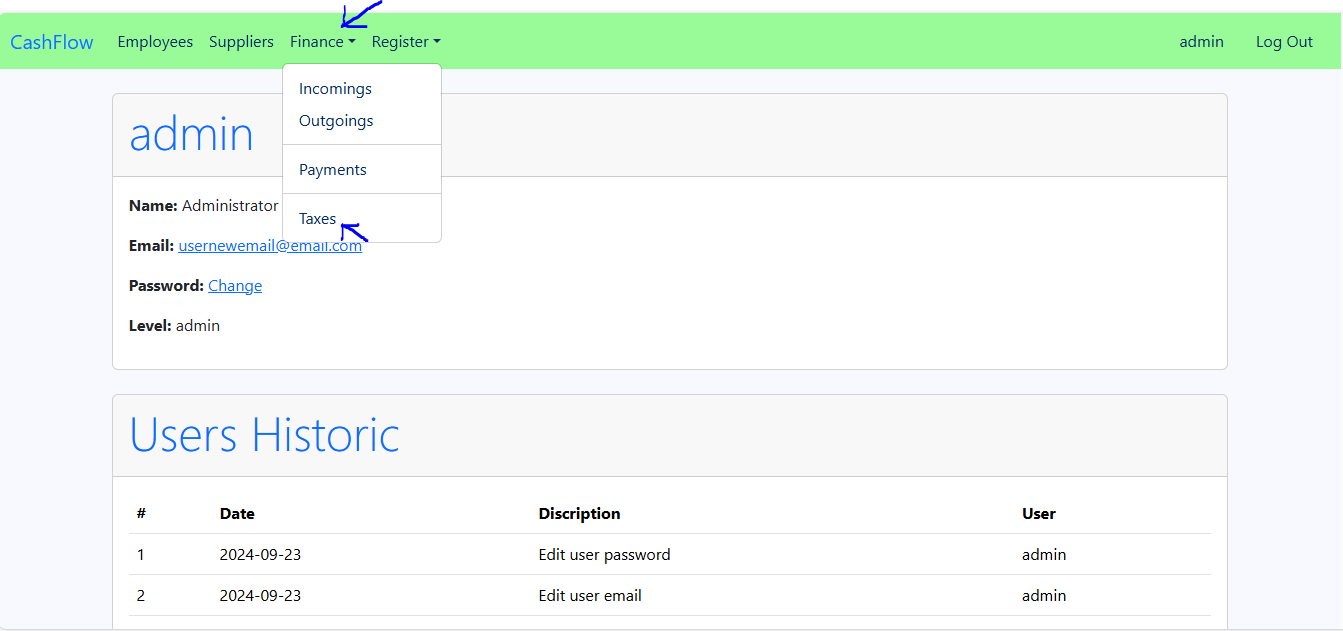 CashFlow Employees Suppliers Finance Register admin Log Out
Incomings
Outgoings
Payments
Taxes
admin
Name: Administrator
Email: usernewemail@email.com
Password: Change
Level: admin
Users Historic
# Date Discription User
1 2024-09-23 Edit user password admin
2 2024-09-23 Edit user email admin